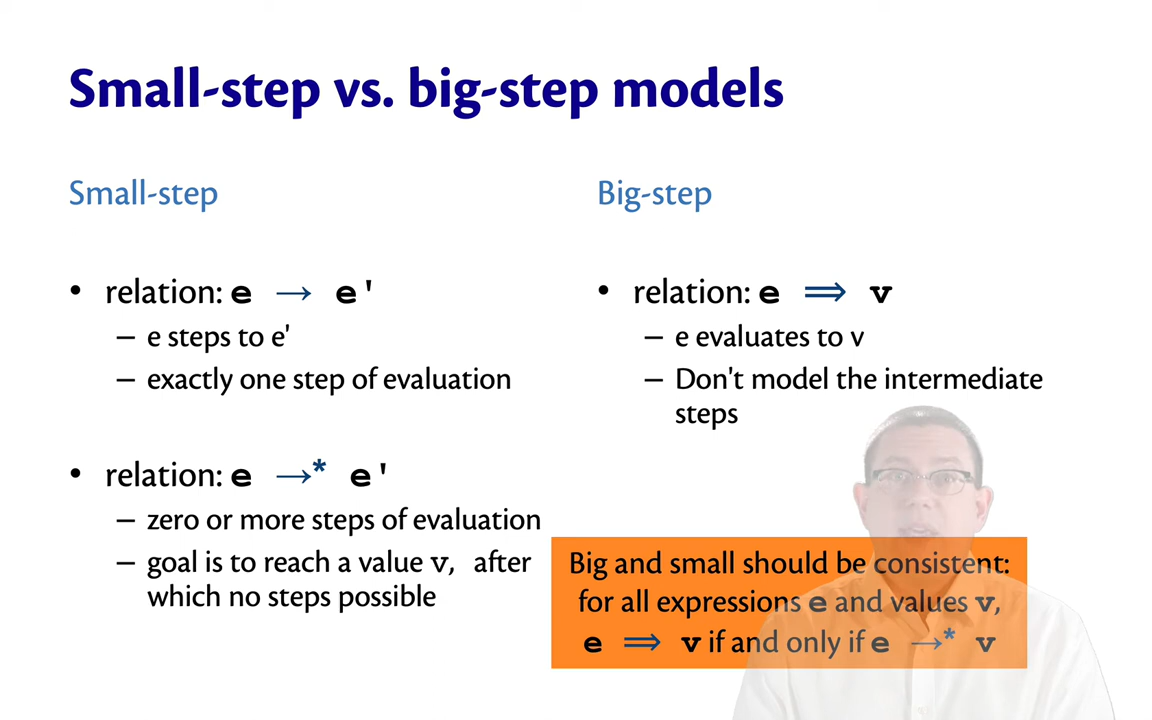 Small-step vs. big-step models
Small-step
• relation: e → e'
– e steps to e'
– exactly one step of evaluation
• relation: e →* e'
– zero or more steps of evaluation
– goal is to reach a value v, after
which no steps possible
Big-step
• relation: e ⟹ v
– e evaluates to v
– Don't model the intermediate
steps
Big and small should be consistent:
for all expressions e and values v,
e ⟹ v if and only if e →* v